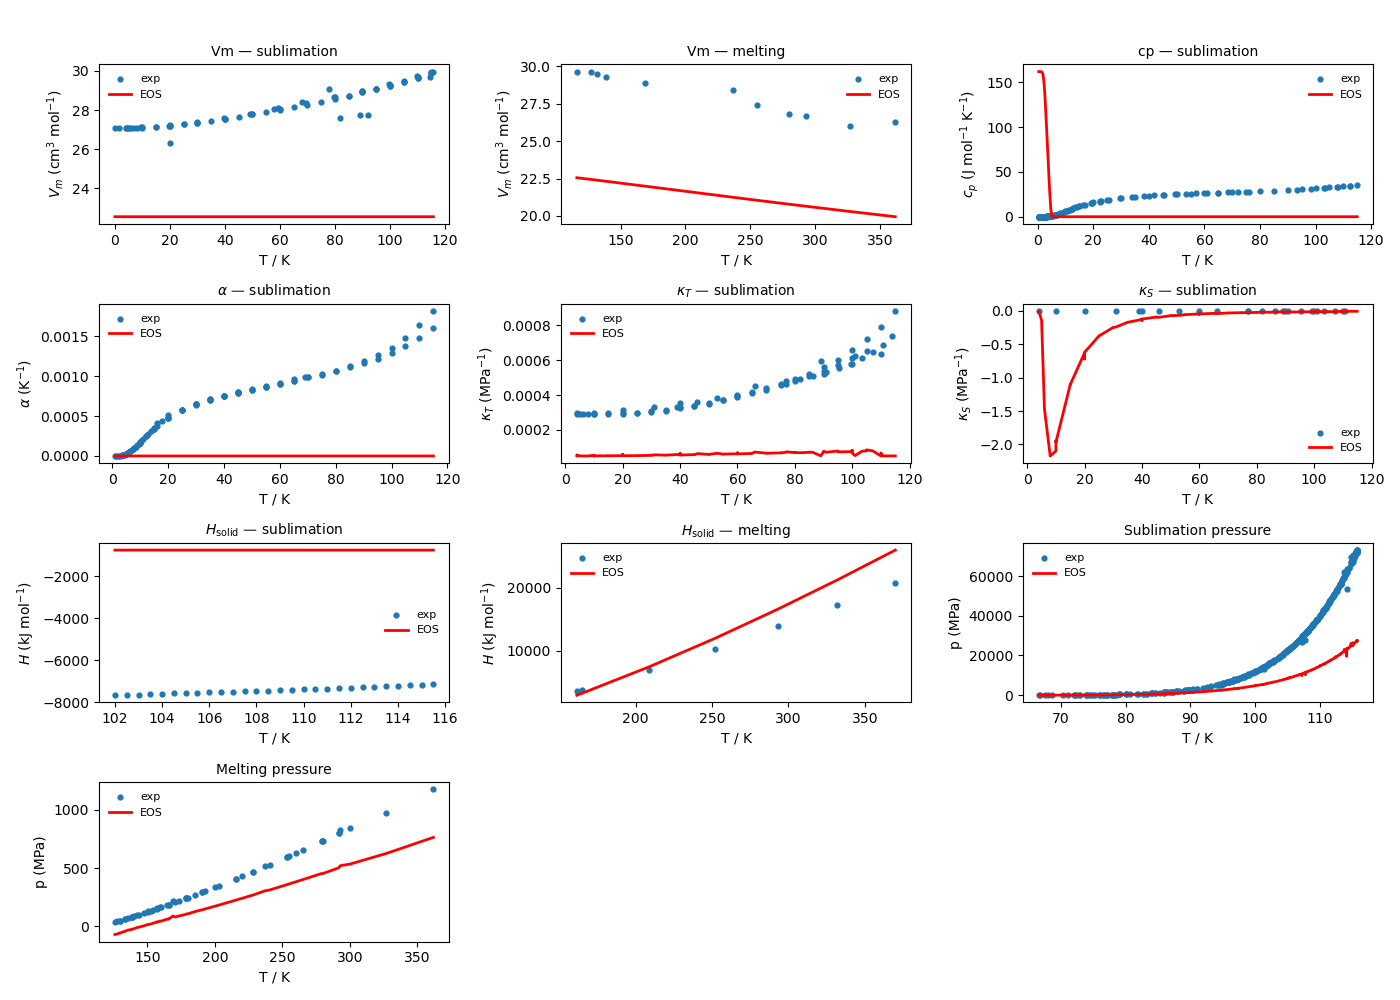 Vm — sublimation
30
28
26
24
0 20 40 60 80 100 120
V_m (cm³ mol⁻¹)
T / K
exp
EOS
Vm — melting
30.0
27.5
25.0
22.5
20.0
150 200 250 300 350
V_m (cm³ mol⁻¹)
T / K
exp
EOS
cp — sublimation
150
100
50
0
0 20 40 60 80 100 120
c_p (J mol⁻¹ K⁻¹)
T / K
exp
EOS
α — sublimation
0.0015
0.0010
0.0005
0.0000
0 20 40 60 80 100 120
α (K⁻¹)
T / K
exp
EOS
κ_T — sublimation
0.0008
0.0006
0.0004
0.0002
0 20 40 60 80 100 120
κ_T (MPa⁻¹)
T / K
exp
EOS
κ_S — sublimation
0.0
−0.5
−1.0
−1.5
−2.0
0 20 40 60 80 100 120
κ_S (MPa⁻¹)
T / K
exp
EOS
H_solid — sublimation
−2000
−4000
−6000
−8000
102 104 106 108 110 112 114 116
H (kJ mol⁻¹)
T / K
exp
EOS
H_solid — melting
20000
10000
200 250 300 350
H (kJ mol⁻¹)
T / K
exp
EOS
Sublimation pressure
60000
40000
20000
0
70 80 90 100 110
p (MPa)
T / K
exp
EOS
Melting pressure
1000
500
0
150 200 250 300 350
p (MPa)
T / K
exp
EOS